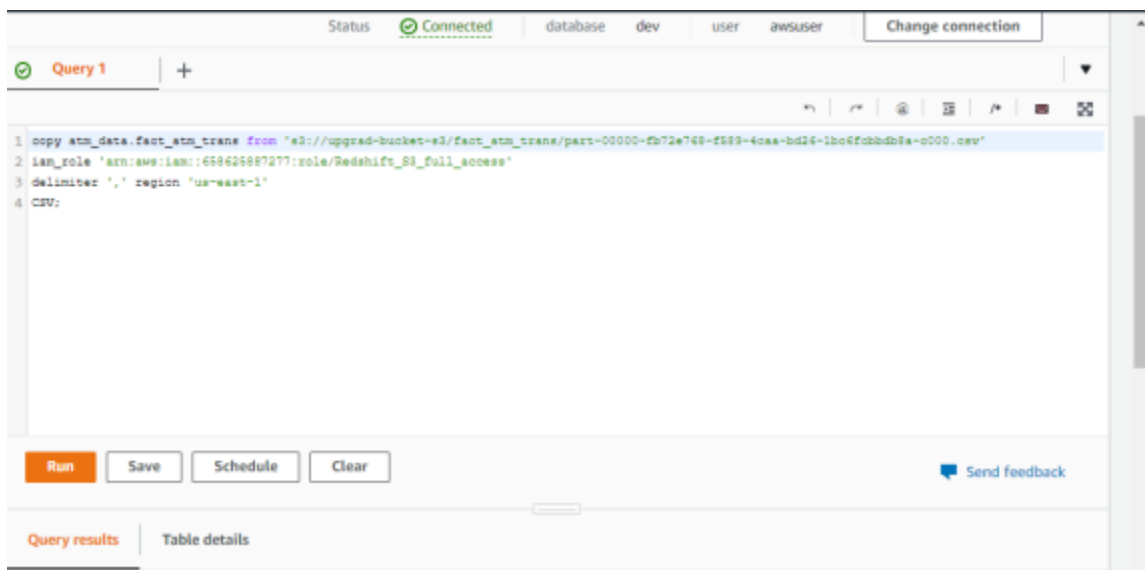 Status Connected database dev user awsuser Change connection
Query 1 +
1 copy atm_data.fact_atm_trans from 's3://upgrad-bucket-s3/fact_atm_trans/part-00000-fb72e768-f589-4caa-bd26-1bc6fcbbdb8a-c000.csv'
2 iam_role 'arn:aws:iam::658625887277:role/Redshift_S3_full_access'
3 delimiter ',' region 'us-east-1'
4 CSV;
Run Save Schedule Clear Send feedback
Query results Table details